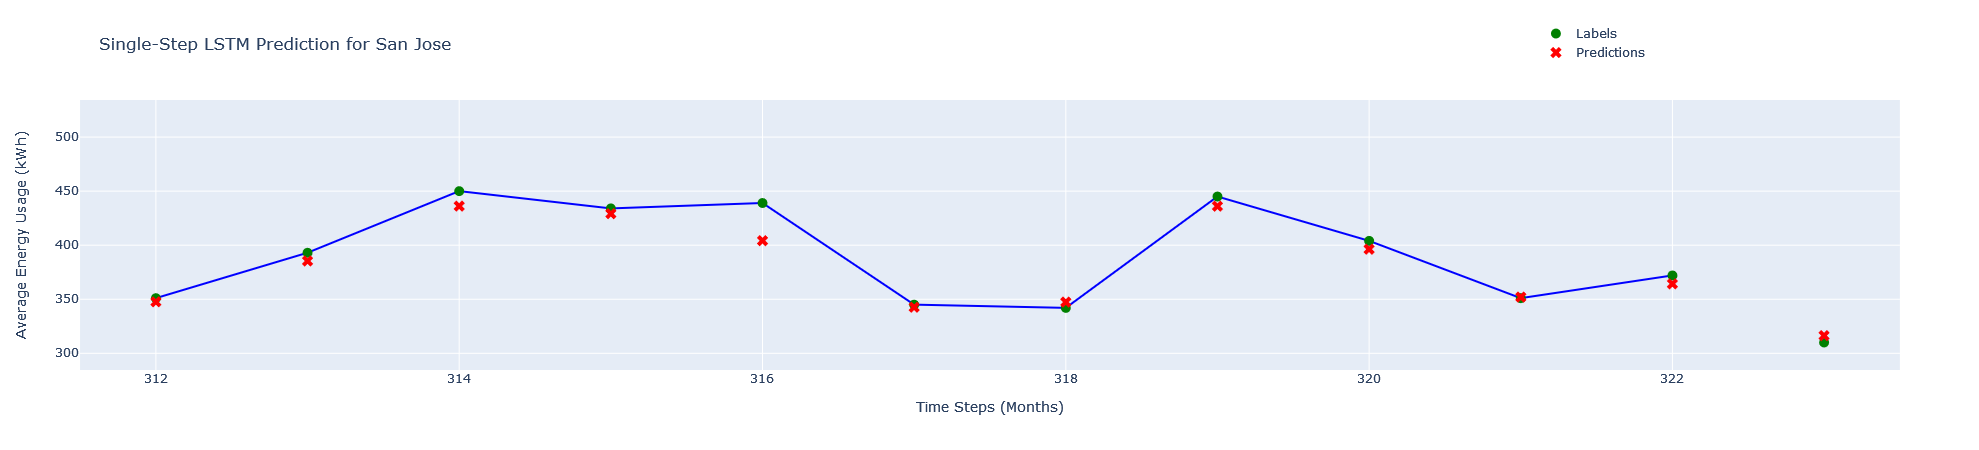 Single-Step LSTM Prediction for San Jose
Labels
Predictions
Average Energy Usage (kWh)
500
450
400
350
300
312
314
316
318
320
322
Time Steps (Months)